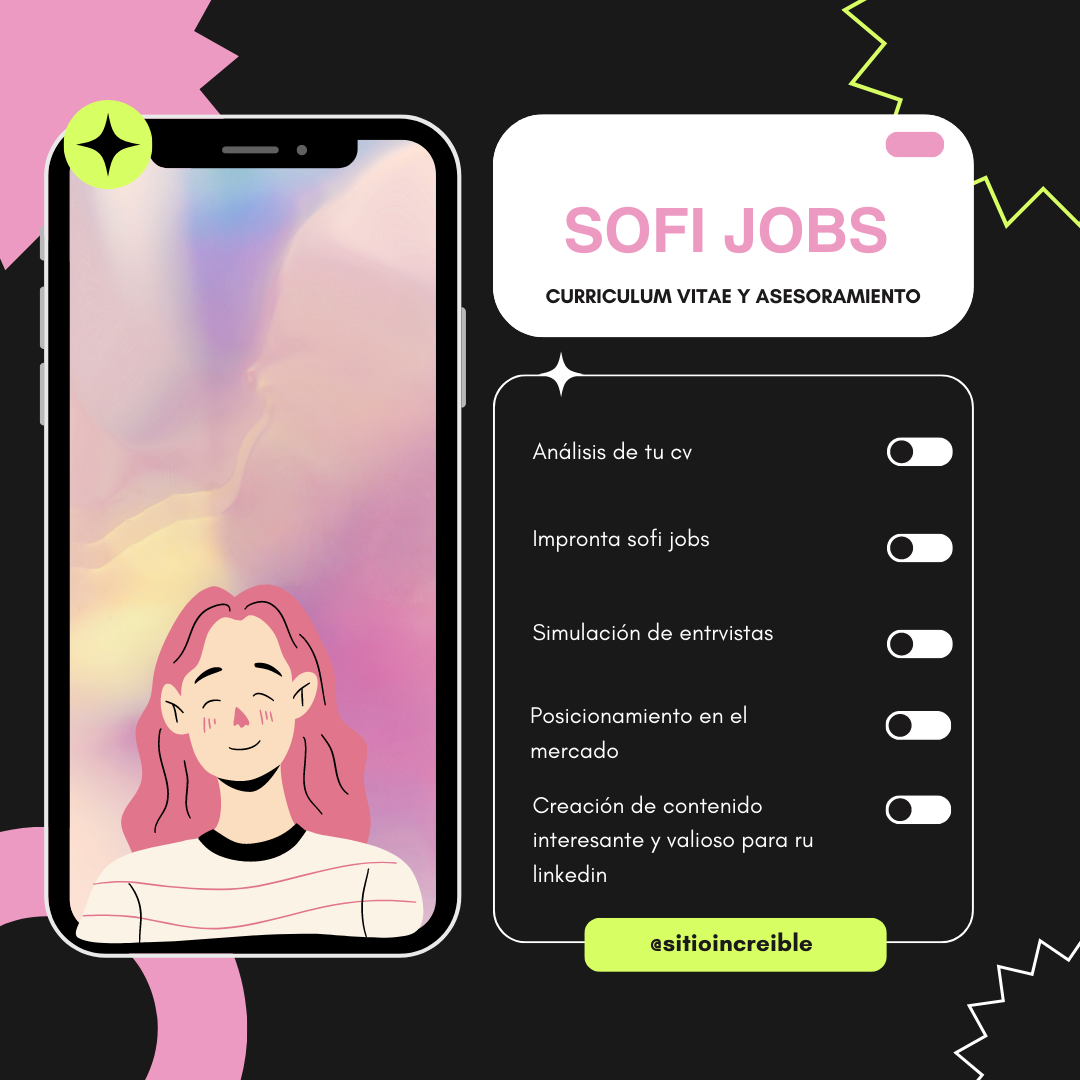 SOFI JOBS
CURRICULUM VITAE Y ASESORAMIENTO
Análisis de tu cv
Impronta sofi jobs
Simulación de entrvistas
Posicionamiento en el
mercado
Creación de contenido
interesante y valioso para ru
linkedin
@sitioincreible